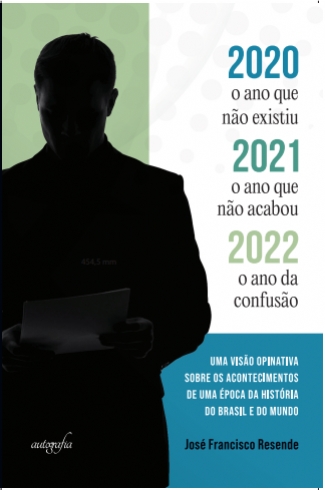 2020
o ano que
não existiu
2021
o ano que
não acabou
2022
o ano da
confusão
UMA VISÃO OPINATIVA
SOBRE OS ACONTECIMENTOS
DE UMA ÉPOCA DA HISTÓRIA
DO BRASIL E DO MUNDO
José Francisco Resende
autografia